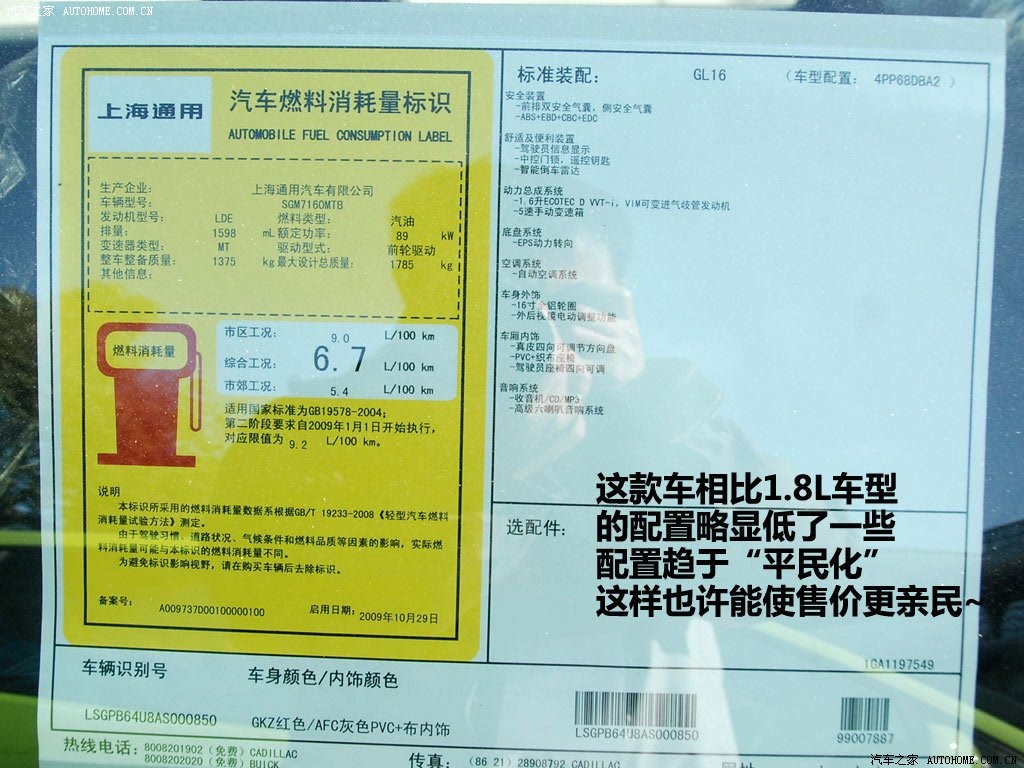 汽车之家 AUTOHOME.COM.CN
上海通用
汽车燃料消耗量标识
AUTOMOBILE FUEL CONSUMPTION LABEL
生产企业: 上海通用汽车有限公司
车辆型号: SGM7160MTB
发动机型号: LDE 燃料类型: 汽油
排量: 1598 mL 额定功率: 89 kW
变速器类型: MT 驱动型式: 前轮驱动
整车整备质量: 1375 kg 最大设计总质量: 1785 kg
其他信息:
燃料消耗量
市区工况: 9.0 L/100 km
综合工况: 6.7 L/100 km
市郊工况: 5.4 L/100 km
适用国家标准为GB19578-2004;
第二阶段要求自2009年1月1日开始执行,
对应限值为 9.2 L/100 km。
说明
本标识所采用的燃料消耗量数据系根据GB/T 19233-2008《轻型汽车燃料
消耗量试验方法》测定。
由于驾驶习惯、道路状况、气候条件和燃料品质等因素的影响,实际燃
料消耗量可能与本标识的燃料消耗量不同。
为避免标识影响视野,请在购买车辆后去除标识。
备案号: A009737D00100000100 启用日期: 2009年10月29日
标准装配: GL16 (车型配置: 4PP68DBA2 )
安全装置
-前排双安全气囊, 侧安全气囊
-ABS+EBD+CBC+EDC
舒适及便利装置
-驾驶员信息显示
-中控门锁, 遥控钥匙
-智能倒车雷达
动力总成系统
-1.6升ECOTEC D VVT-i, VIM可变进气歧管发动机
-5速手动变速箱
底盘系统
-EPS动力转向
空调系统
-自动空调系统
车身外饰
-16寸全铝轮圈
-外后视镜电动调整功能
车厢内饰
-真皮四向可调节方向盘
-PVC+织布座椅
-驾驶员座椅四向可调
音响系统
-收音机/CD/MP3
-高级六喇叭音响系统
选配件:
这款车相比1.8L车型
的配置略显低了一些
配置趋于“平民化”
这样也许能使售价更亲民~
1GA1197549
车辆识别号 车身颜色/内饰颜色
LSGPB64U8AS000850 GKZ红色/AFC灰色PVC+布内饰
LSGPB64U8AS000850
99007887
热线电话: 8008201902 (免费) CADILLAC
8008202020 (免费) BUICK
传真: (86 21) 28908792 CADILLAC
汽车之家 AUTOHOME.COM.CN